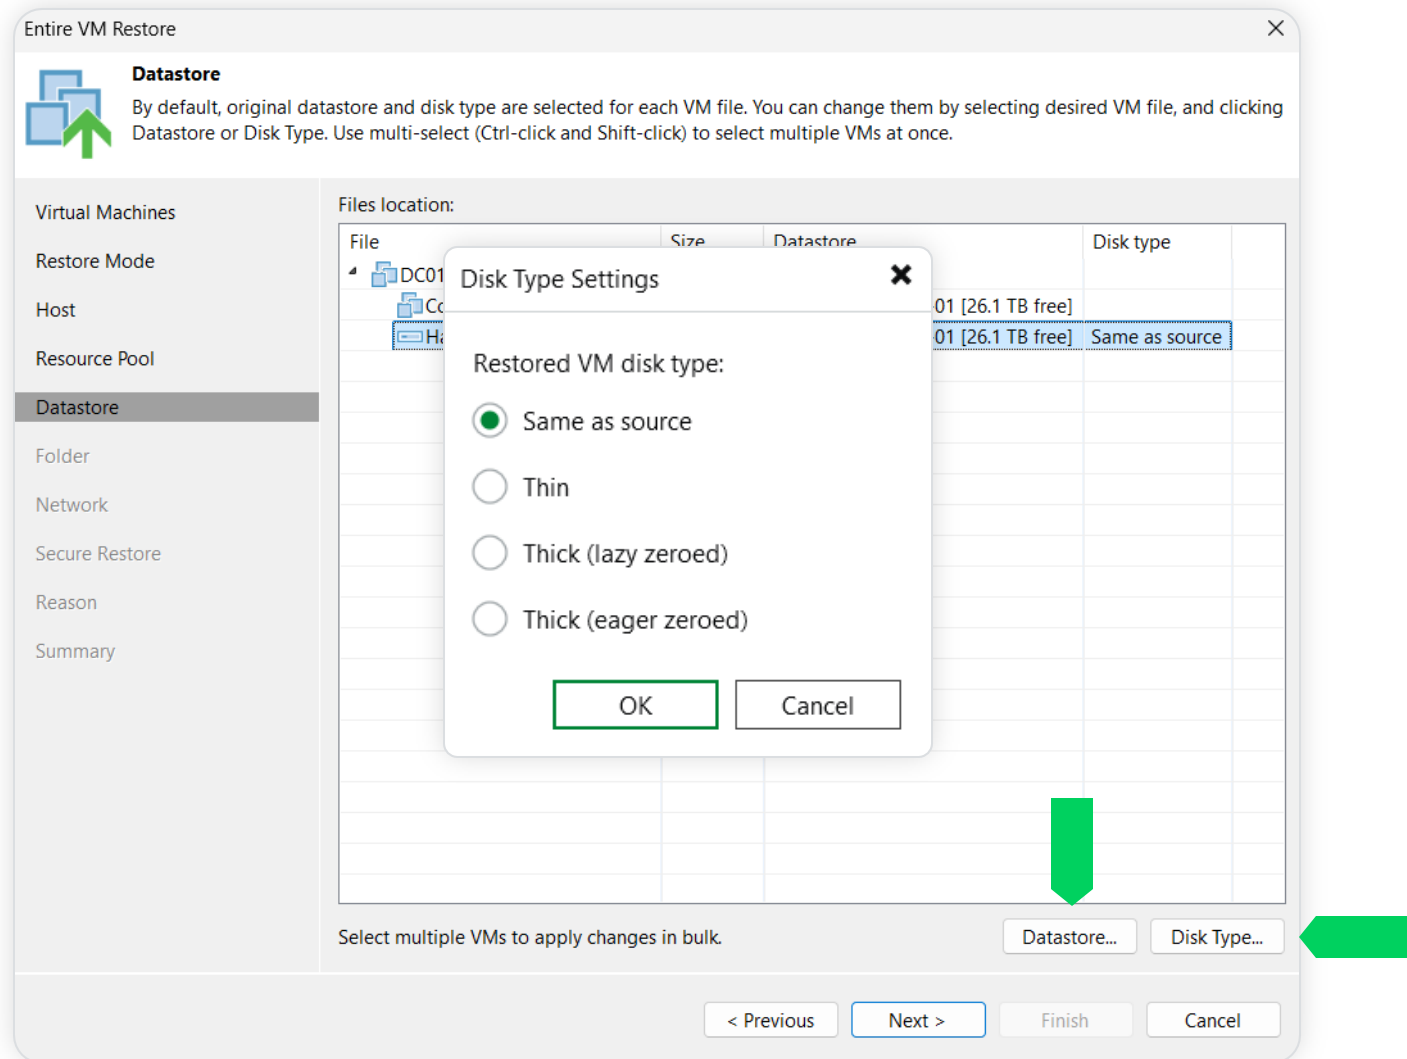 Entire VM Restore
Datastore
By default, original datastore and disk type are selected for each VM file. You can change them by selecting desired VM file, and clicking
Datastore or Disk Type. Use multi-select (Ctrl-click and Shift-click) to select multiple VMs at once.
Virtual Machines
Restore Mode
Host
Resource Pool
Datastore
Folder
Network
Secure Restore
Reason
Summary
Files location:
File Size Datastore Disk type
DC01
01 [26.1 TB free]
01 [26.1 TB free] Same as source
Disk Type Settings
Restored VM disk type:
Same as source
Thin
Thick (lazy zeroed)
Thick (eager zeroed)
OK Cancel
Select multiple VMs to apply changes in bulk.
Datastore... Disk Type...
< Previous Next > Finish Cancel